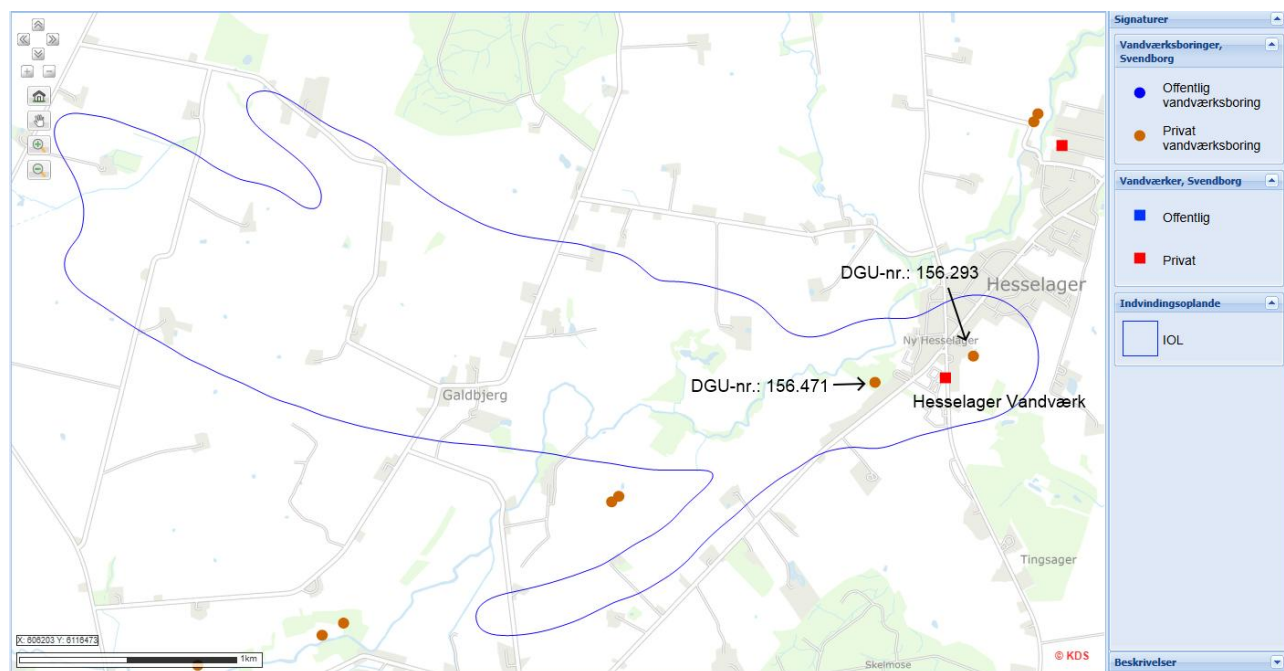 Hesselager
DGU-nr.: 156.293
Ny Hesselager
DGU-nr.: 156.471
Galdbjerg
Hesselager Vandværk
Tingsager
Skelmose
X: 606203 Y: 6116473
1km
© KDS
Signaturer
Vandværksboringer,
Svendborg
Offentlig
vandværksboring
Privat
vandværksboring
Vandværker, Svendborg
Offentlig
Privat
Indvindingsoplande
IOL
Beskrivelser